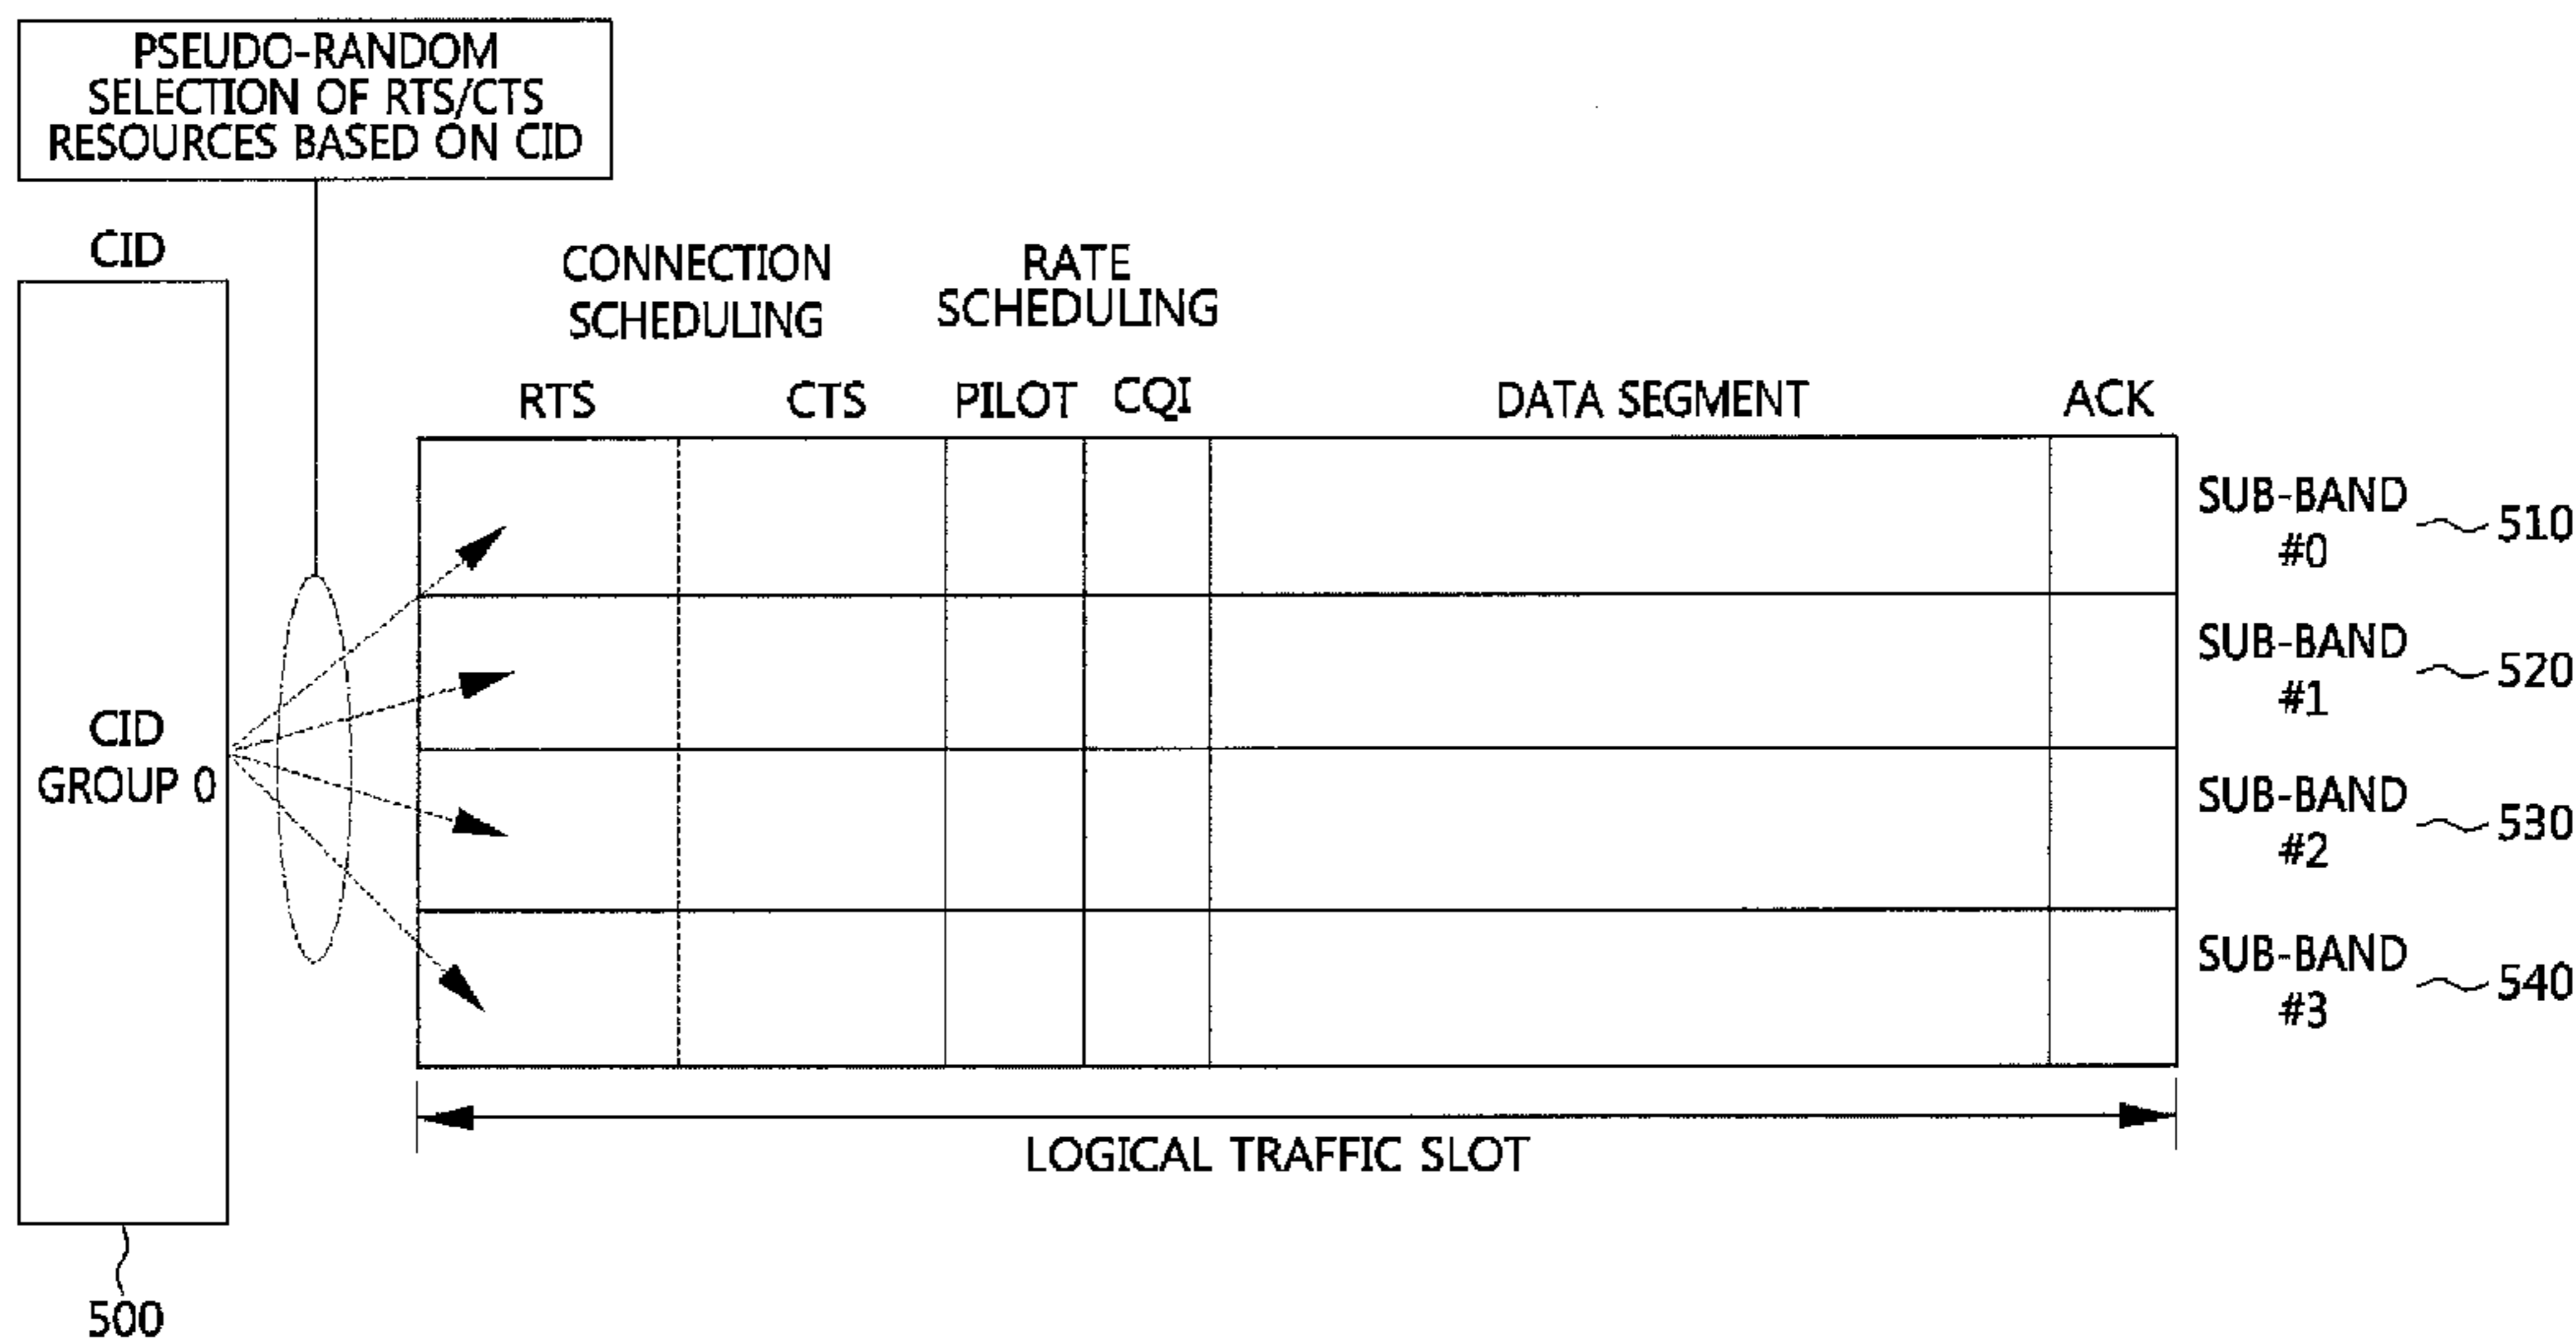 PSEUDO-RANDOM
SELECTION OF RTS/CTS
RESOURCES BASED ON CID
CID
CONNECTION
SCHEDULING
RATE
SCHEDULING
RTS
CTS
PILOT
CQI
DATA SEGMENT
ACK
SUB-BAND
#0
510
SUB-BAND
#1
520
CID
GROUP 0
SUB-BAND
#2
530
SUB-BAND
#3
540
LOGICAL TRAFFIC SLOT
500